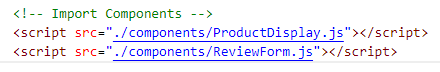 <!-- Import Components -->
<script src="./components/ProductDisplay.js"></script>
<script src="./components/ReviewForm.js"></script>